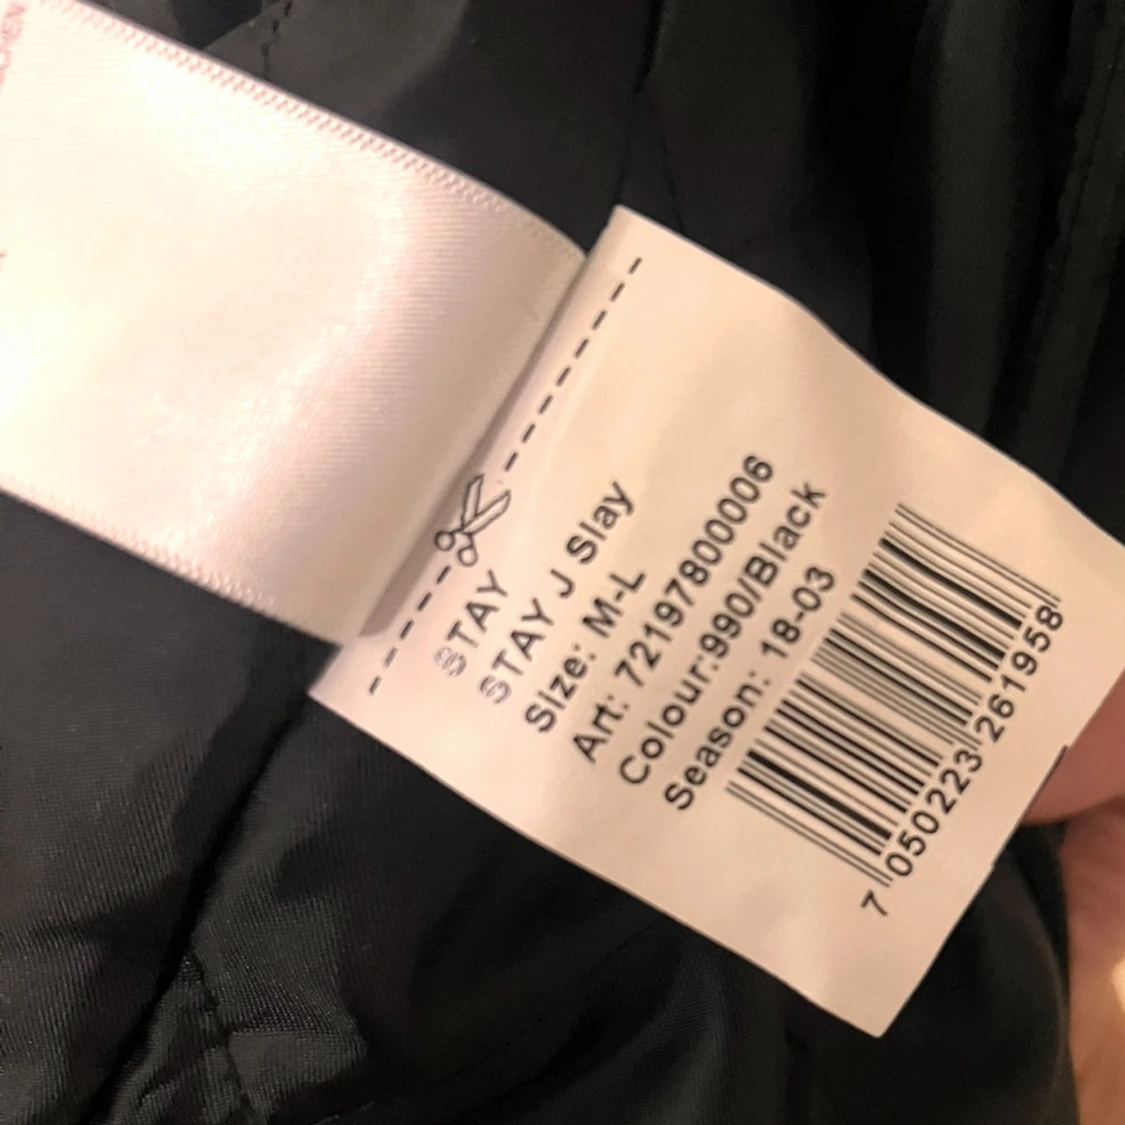 STAY
STAY J Slay
Size: M-L
Art: 72197800006
Colour:990/Black
Season: 18-03
7 050223 261958